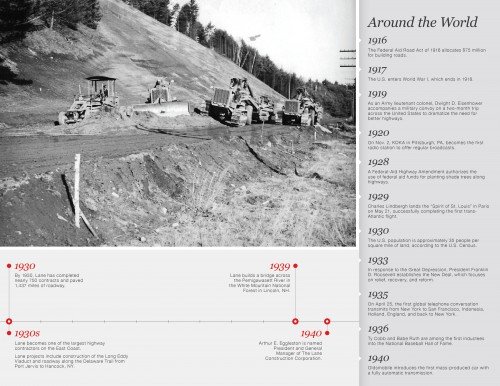 Around the World
1916
The Federal Aid Road Act of 1916 allocates $75 million
for building roads.
1917
The U.S. enters World War I, which ends in 1918.
1919
As an Army lieutenant colonel, Dwight D. Eisenhower
accompanies a military convoy on a two-month trip
across the United States to dramatize the need for
better highways.
1920
On Nov. 2, KDKA in Pittsburgh, PA, becomes the first
radio station to offer regular broadcasts.
1928
A Federal-Aid Highway Amendment authorizes the
use of federal aid funds for planting shade trees along
highways.
1929
Charles Lindbergh lands the "Spirit of St. Louis" in Paris
on May 21, successfully completing the first trans-
Atlantic flight.
1930
The U.S. population is approximately 35 people per
square mile of land, according to the U.S. Census.
1933
In response to the Great Depression, President Franklin
D. Roosevelt establishes the New Deal, which focuses
on relief, recovery, and reform.
1935
On April 25, the first global telephone conversation
transmits from New York to San Francisco, Indonesia,
Holland, England, and back to New York.
1936
Ty Cobb and Babe Ruth are among the first inductees
into the National Baseball Hall of Fame.
1940
Oldsmobile introduces the first mass produced car with
a fully automatic transmission.
1930
By 1930, Lane has completed
nearly 150 contracts and paved
1,437 miles of roadway.
1939
Lane builds a bridge across
the Pemigewasset River in
the White Mountain National
Forest in Lincoln, NH.
1930s
Lane becomes one of the largest highway
contractors on the East Coast.
Lane projects include construction of the Long Eddy
Viaduct and roadway along the Delaware Trail from
Port Jervis to Hancock, NY.
1940
Arthur E. Eggleton is named
President and General
Manager of The Lane
Construction Corporation.